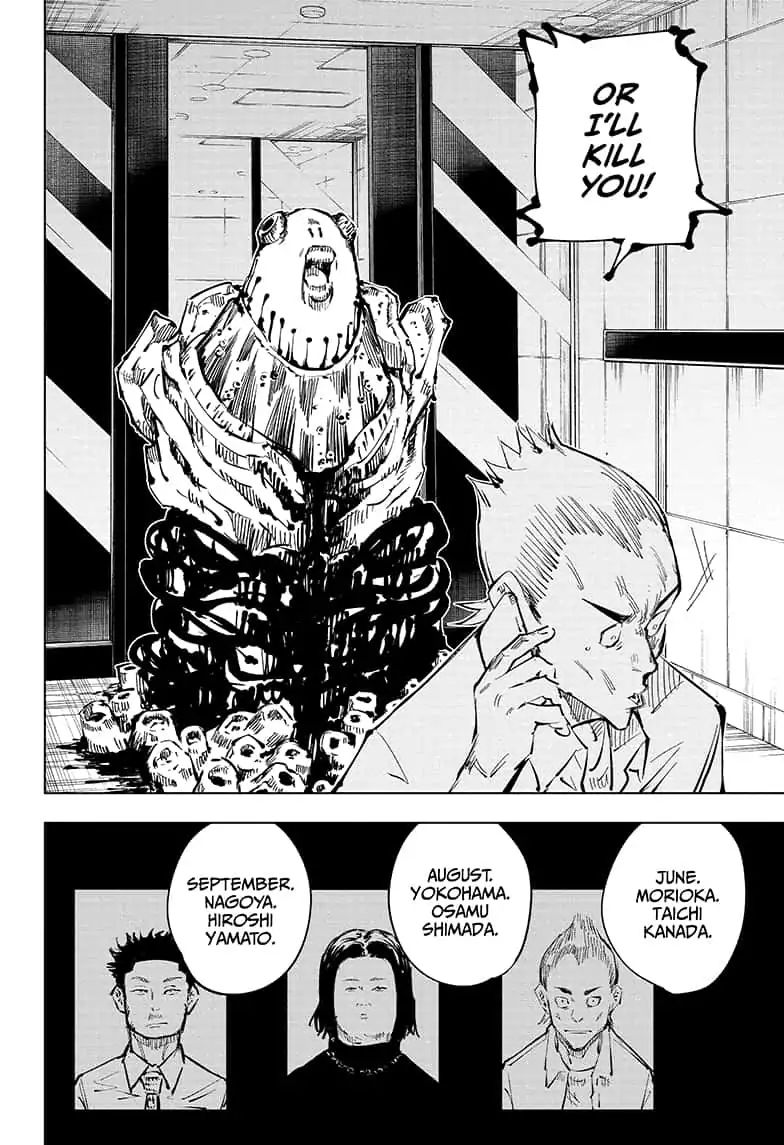 OR
I'LL
KILL
YOU!
JUNE.
MORIOKA.
TAICHI
KANADA.
AUGUST.
YOKOHAMA.
OSAMU
SHIMADA.
SEPTEMBER.
NAGOYA.
HIROSHI
YAMATO.